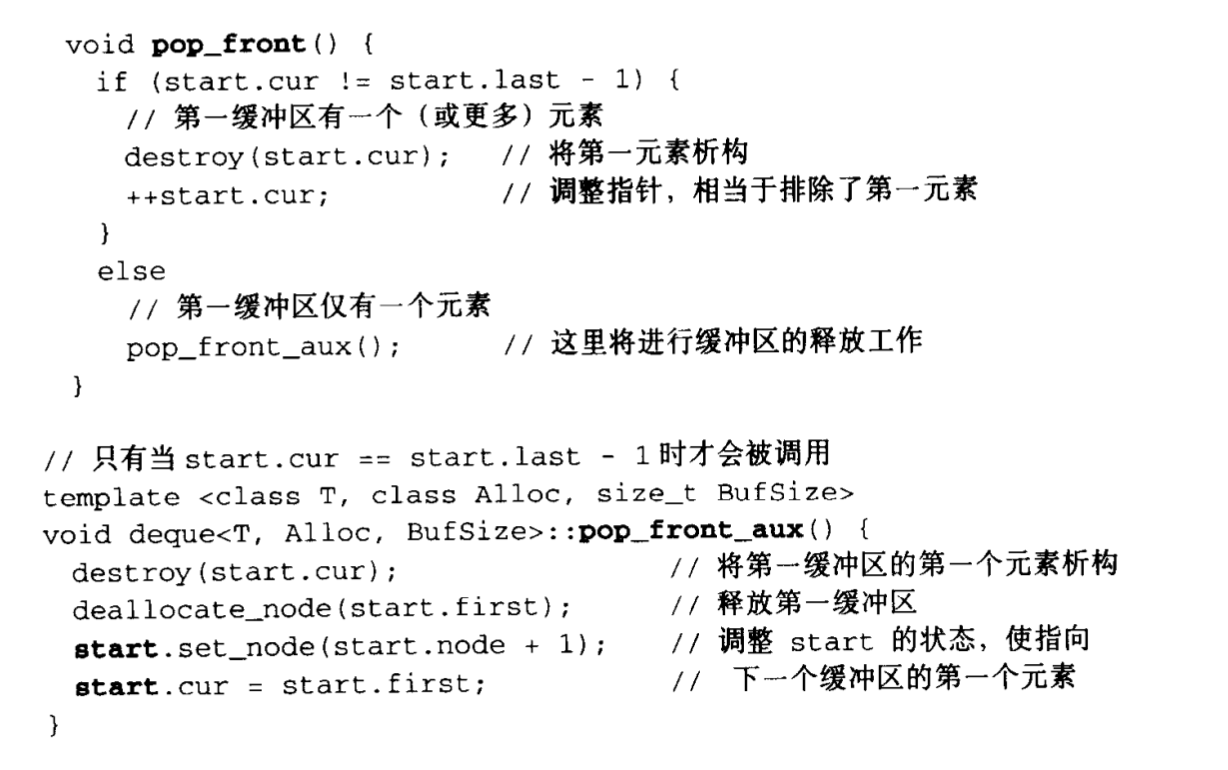 void pop_front() {
if (start.cur != start.last - 1) {
// 第一缓冲区有一个（或更多）元素
destroy(start.cur); // 将第一元素析构
++start.cur; // 调整指针，相当于排除了第一元素
}
else
// 第一缓冲区仅有一个元素
pop_front_aux(); // 这里将进行缓冲区的释放工作
}
// 只有当 start.cur == start.last - 1 时才会被调用
template <class T, class Alloc, size_t BufSize>
void deque<T, Alloc, BufSize>::pop_front_aux() {
destroy(start.cur); // 将第一缓冲区的第一个元素析构
deallocate_node(start.first); // 释放第一缓冲区
start.set_node(start.node + 1); // 调整 start 的状态，使指向
start.cur = start.first; // 下一个缓冲区的第一个元素
}